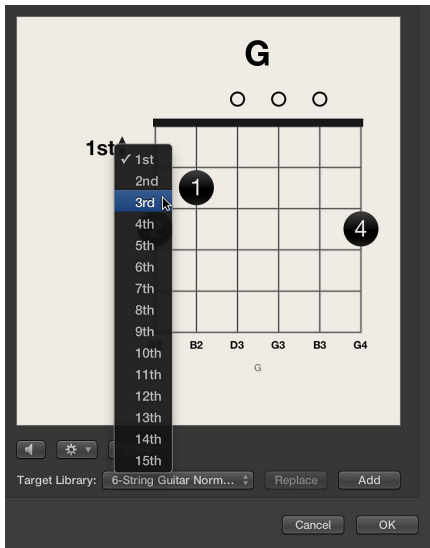 G
1st
✓ 1st
2nd
3rd
4th
5th
6th
7th
8th
9th
10th
11th
12th
13th
14th
15th
1
4
B2 D3 G3 B3 G4
G
Target Library: 6-String Guitar Norm... Replace Add
Cancel OK